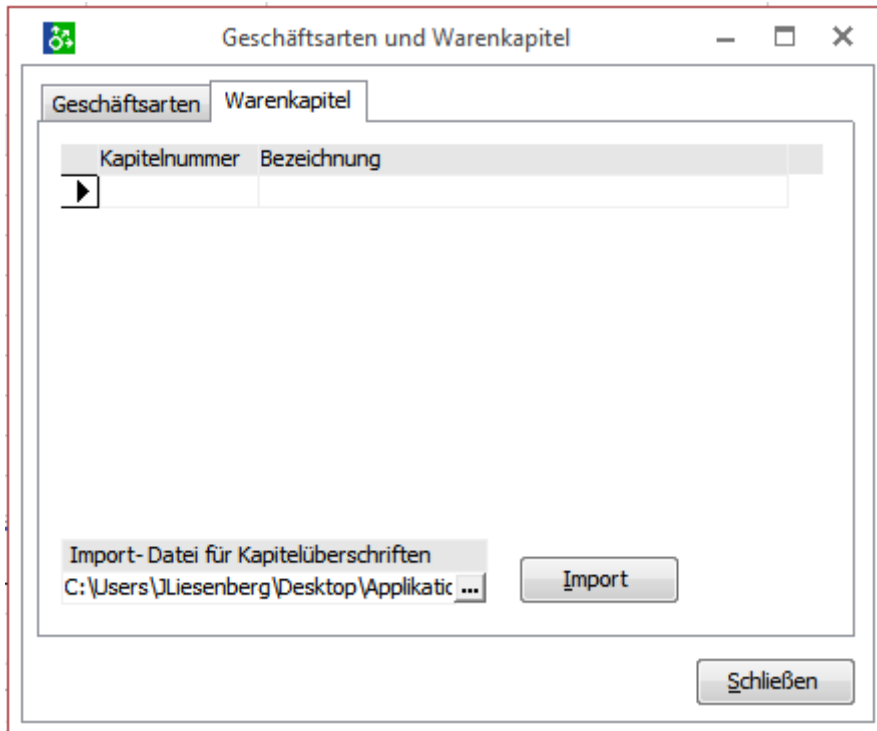 Geschäftsarten und Warenkapitel
Geschäftsarten Warenkapitel
Kapitelnummer Bezeichnung
Import- Datei für Kapitelüberschriften
C:\Users\JLiesenberg\Desktop\Applikatic ...
Import
Schließen